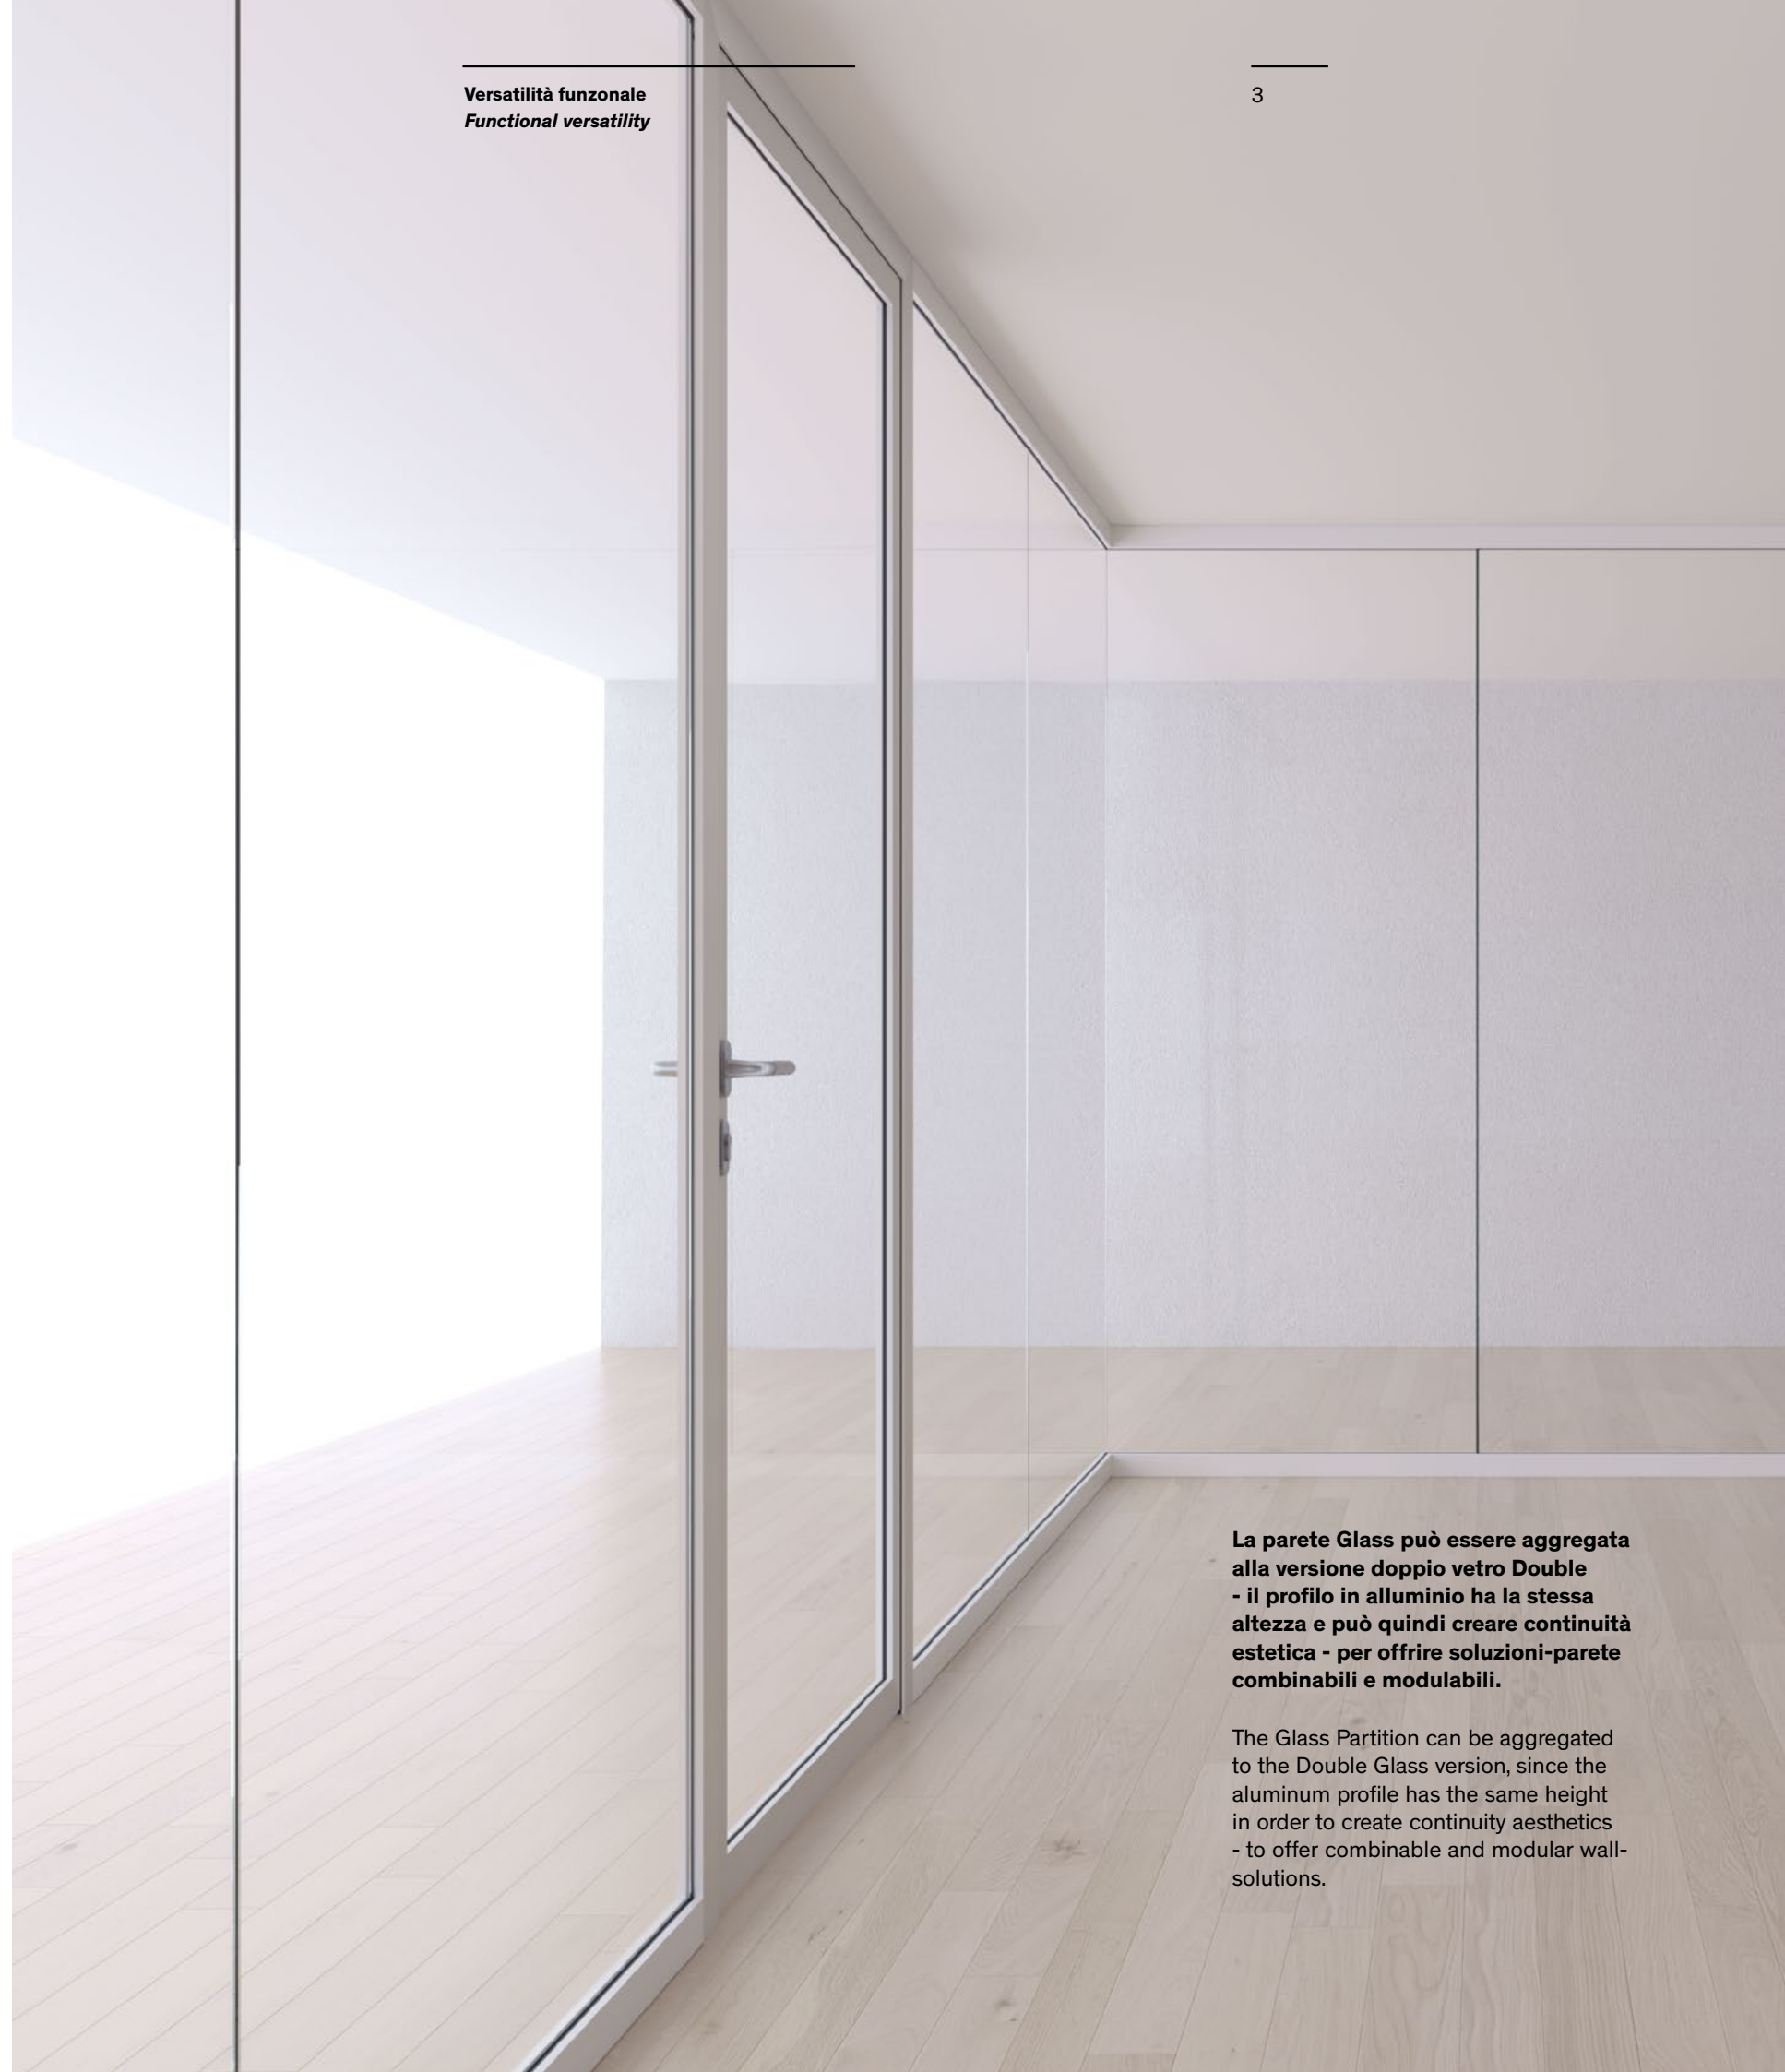 Versatilità funzonale
Functional versatility
3
La parete Glass può essere aggregata
alla versione doppio vetro Double
- il profilo in alluminio ha la stessa
altezza e può quindi creare continuità
estetica - per offrire soluzioni-parete
combinabili e modulabili.
The Glass Partition can be aggregated
to the Double Glass version, since the
aluminum profile has the same height
in order to create continuity aesthetics
- to offer combinable and modular wall-
solutions.